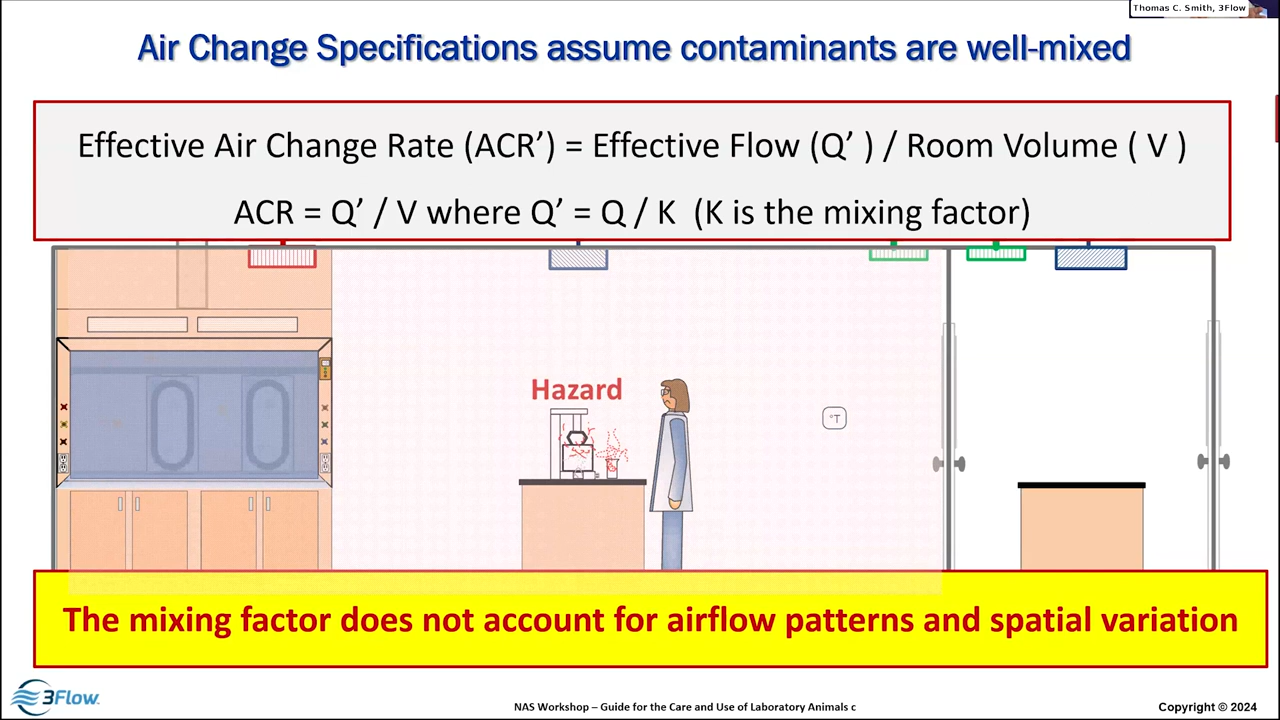 Thomas C. Smith, 3Flow
Air Change Specifications assume contaminants are well-mixed
Effective Air Change Rate (ACR’) = Effective Flow (Q’ ) / Room Volume ( V )
ACR = Q’ / V where Q’ = Q / K (K is the mixing factor)
Hazard
°T
The mixing factor does not account for airflow patterns and spatial variation
3Flow.
NAS Workshop – Guide for the Care and Use of Laboratory Animals c
Copyright © 2024